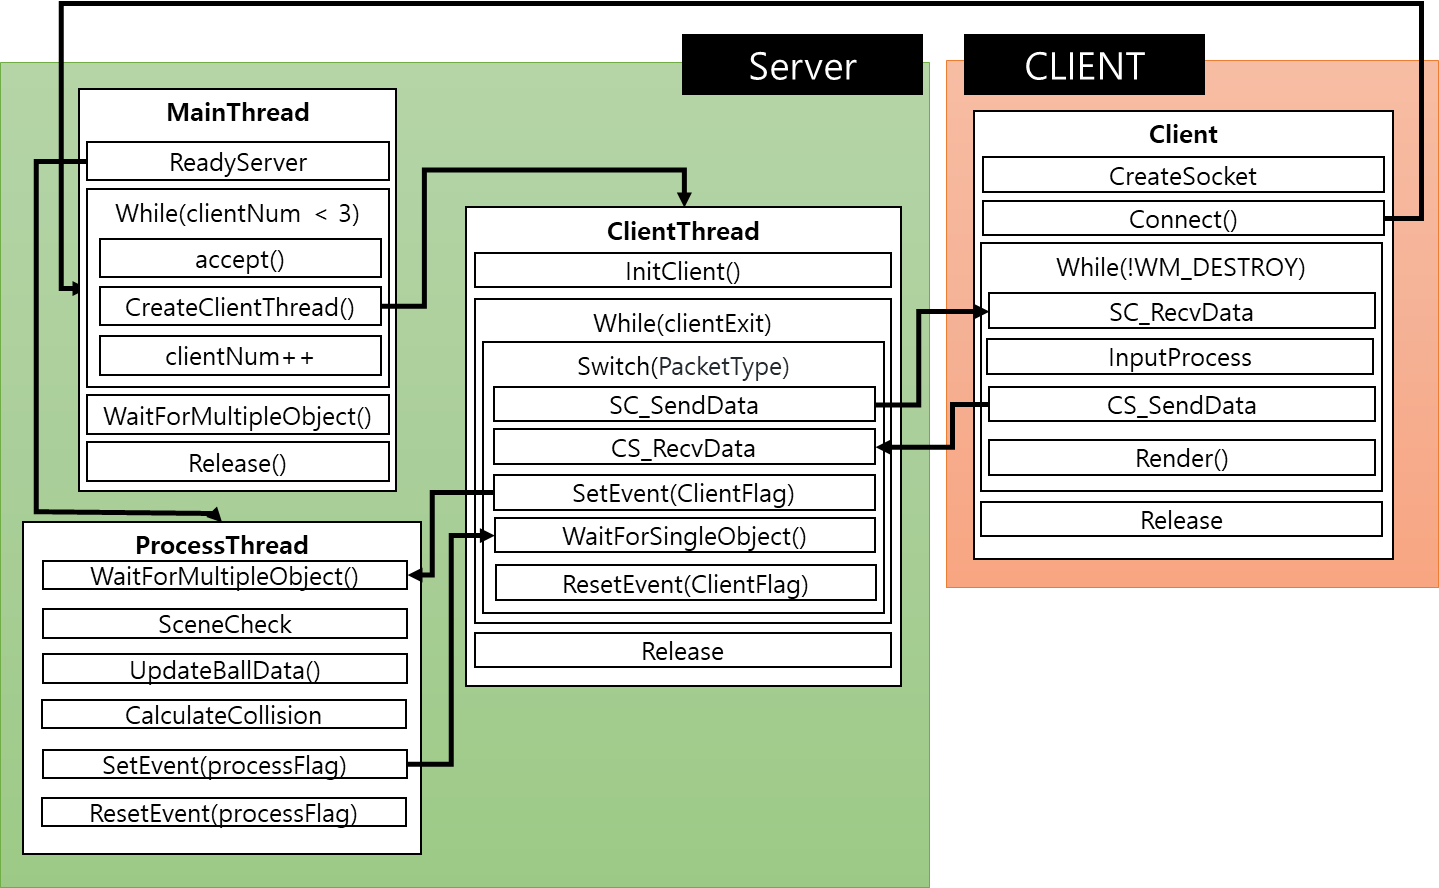 Server
CLIENT
MainThread
ReadyServer
While(clientNum < 3)
accept()
CreateClientThread()
clientNum++
WaitForMultipleObject()
Release()
ProcessThread
WaitForMultipleObject()
SceneCheck
UpdateBallData()
CalculateCollision
SetEvent(processFlag)
ResetEvent(processFlag)
ClientThread
InitClient()
While(clientExit)
Switch(PacketType)
SC_SendData
CS_RecvData
SetEvent(ClientFlag)
WaitForSingleObject()
ResetEvent(ClientFlag)
Release
Client
CreateSocket
Connect()
While(!WM_DESTROY)
SC_RecvData
InputProcess
CS_SendData
Render()
Release